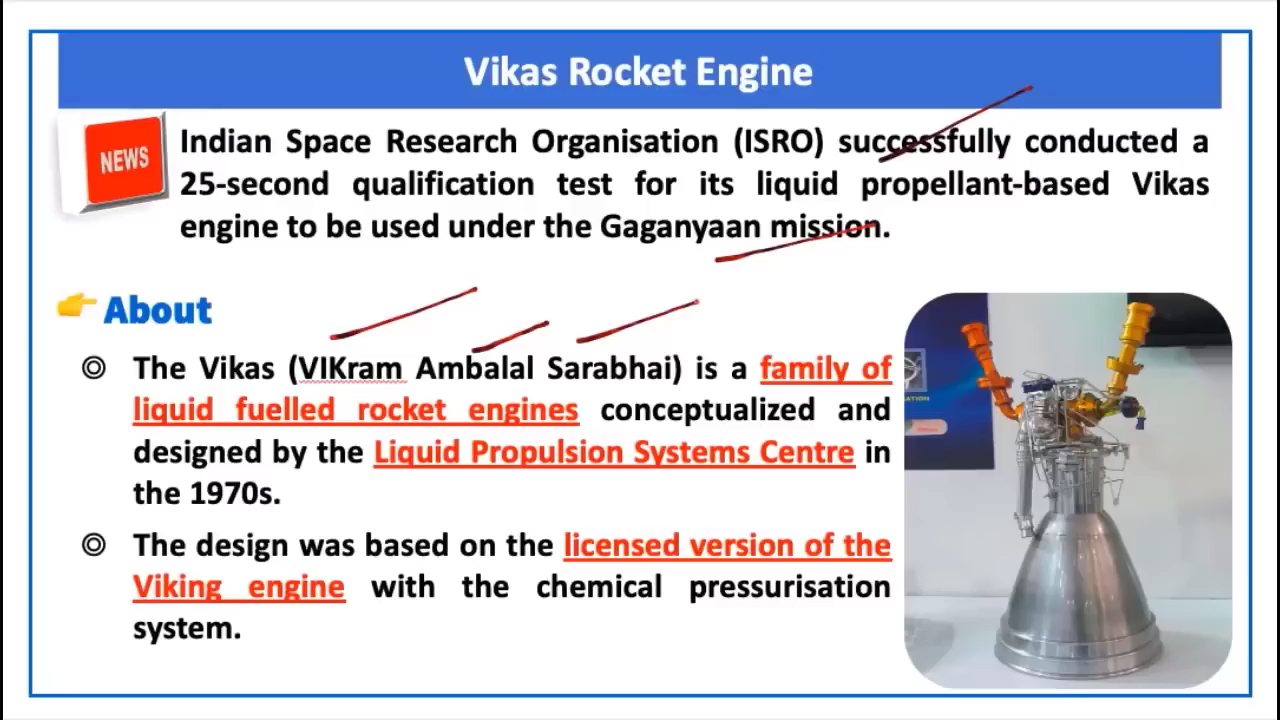 Vikas Rocket Engine
NEWS
Indian Space Research Organisation (ISRO) successfully conducted a
25-second qualification test for its liquid propellant-based Vikas
engine to be used under the Gaganyaan mission.
About
The Vikas (VIKram Ambalal Sarabhai) is a family of
liquid fuelled rocket engines conceptualized and
designed by the Liquid Propulsion Systems Centre in
the 1970s.
The design was based on the licensed version of the
Viking engine with the chemical pressurisation
system.